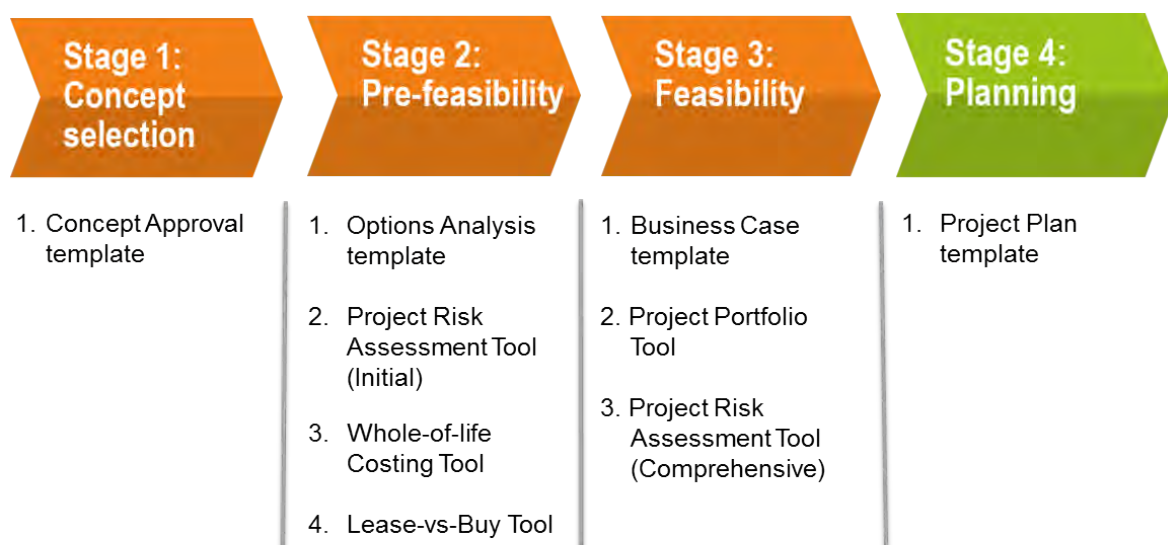 Stage 1:
Concept
selection
Stage 2:
Pre-feasibility
Stage 3:
Feasibility
Stage 4:
Planning
1. Concept Approval
template
1. Options Analysis
template
2. Project Risk
Assessment Tool
(Initial)
3. Whole-of-life
Costing Tool
4. Lease-vs-Buy Tool
1. Business Case
template
2. Project Portfolio
Tool
3. Project Risk
Assessment Tool
(Comprehensive)
1. Project Plan
template